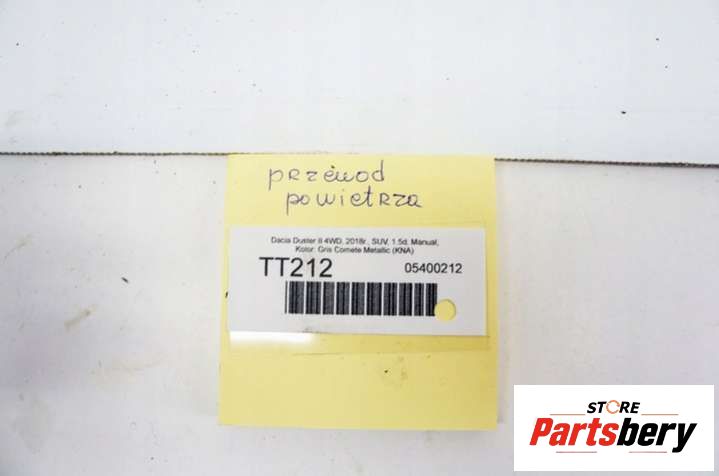 przewod
powietrza
Dacia Duster II 4WD, 2018r., SUV, 1.5d, Manual,
Kolor: Gris Comete Metallic (KNA)
TT212 05400212
STORE
Partsbery